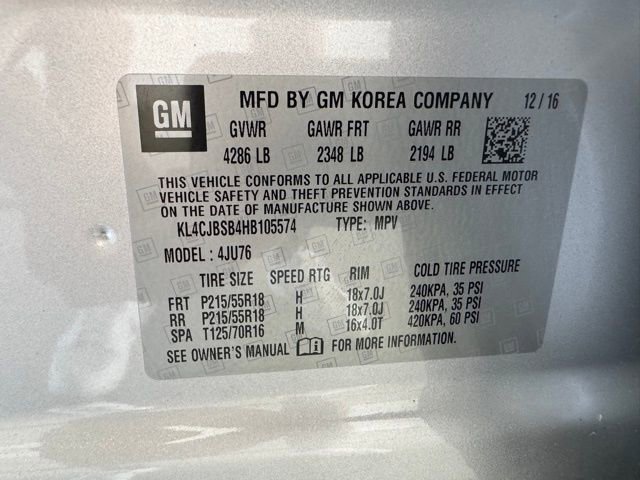 GM MFD BY GM KOREA COMPANY 12/16
GVWR GAWR FRT GAWR RR
4286 LB 2348 LB 2194 LB
THIS VEHICLE CONFORMS TO ALL APPLICABLE U.S. FEDERAL MOTOR
VEHICLE SAFETY AND THEFT PREVENTION STANDARDS IN EFFECT
ON THE DATE OF MANUFACTURE SHOWN ABOVE.
KL4CJBSB4HB105574 TYPE: MPV
MODEL : 4JU76
TIRE SIZE SPEED RTG RIM COLD TIRE PRESSURE
FRT P215/55R18 H 18x7.0J 240KPA, 35 PSI
RR P215/55R18 H 18x7.0J 240KPA, 35 PSI
SPA T125/70R16 M 16x4.0T 420KPA, 60 PSI
SEE OWNER'S MANUAL FOR MORE INFORMATION.